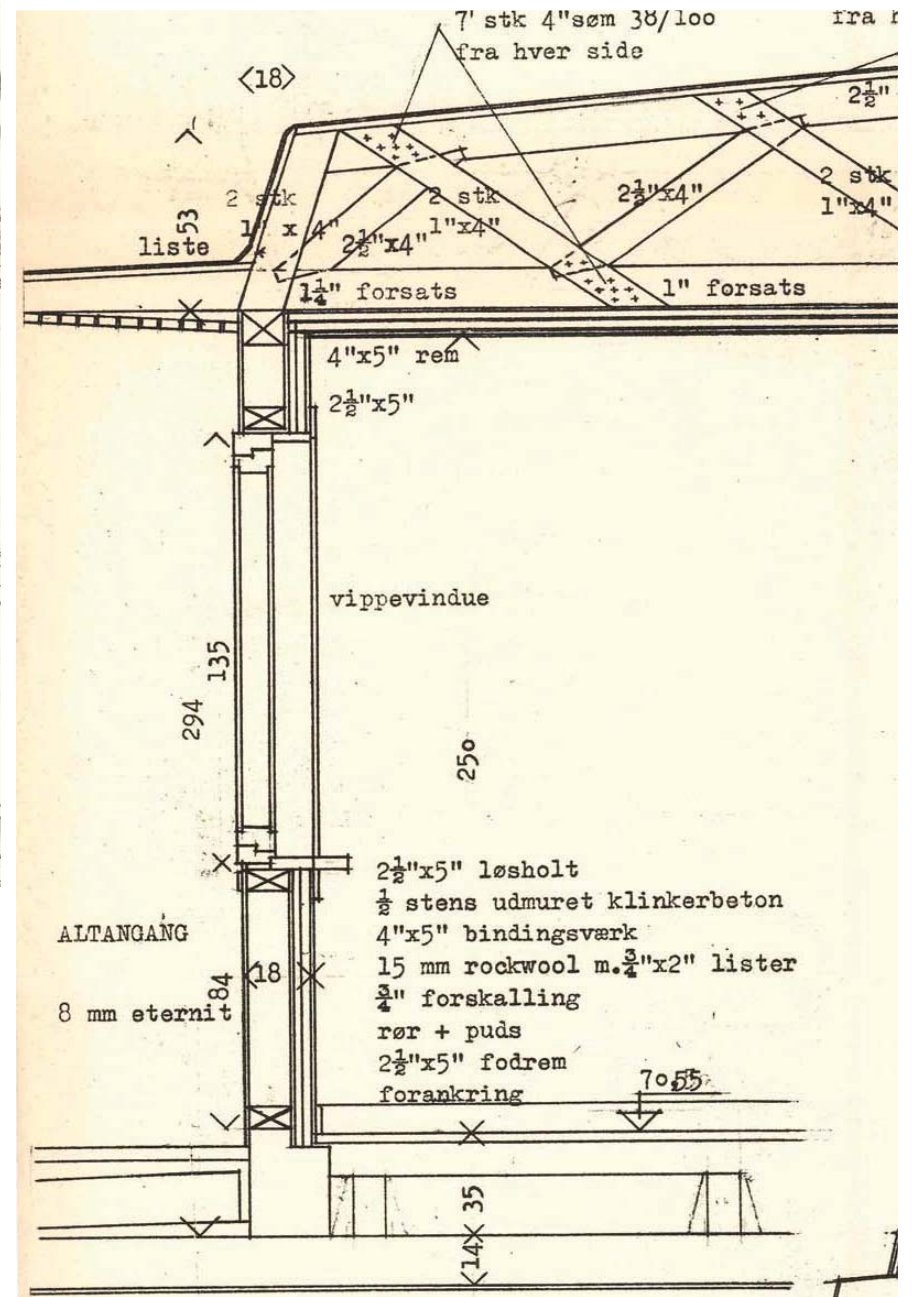 7 stk 4"søm 38/100
fra hver side
fra
<18>
2½"
2 stk
1" x 4"
53
liste
2½"x4"
2 stk
1"x4"
2½"x4"
2 stk
1"x4"
1¼" forsats
1" forsats
4"x5" rem
2½"x5"
vippevindue
135
294
250
2½"x5" løsholt
½ stens udmuret klinkerbeton
4"x5" bindingsværk
15 mm rockwool m.¾"x2" lister
¾" forskalling
rør + puds
2½"x5" fodrem
forankring
ALTANGANG
8 mm eternit
84
18
70,55
35
14